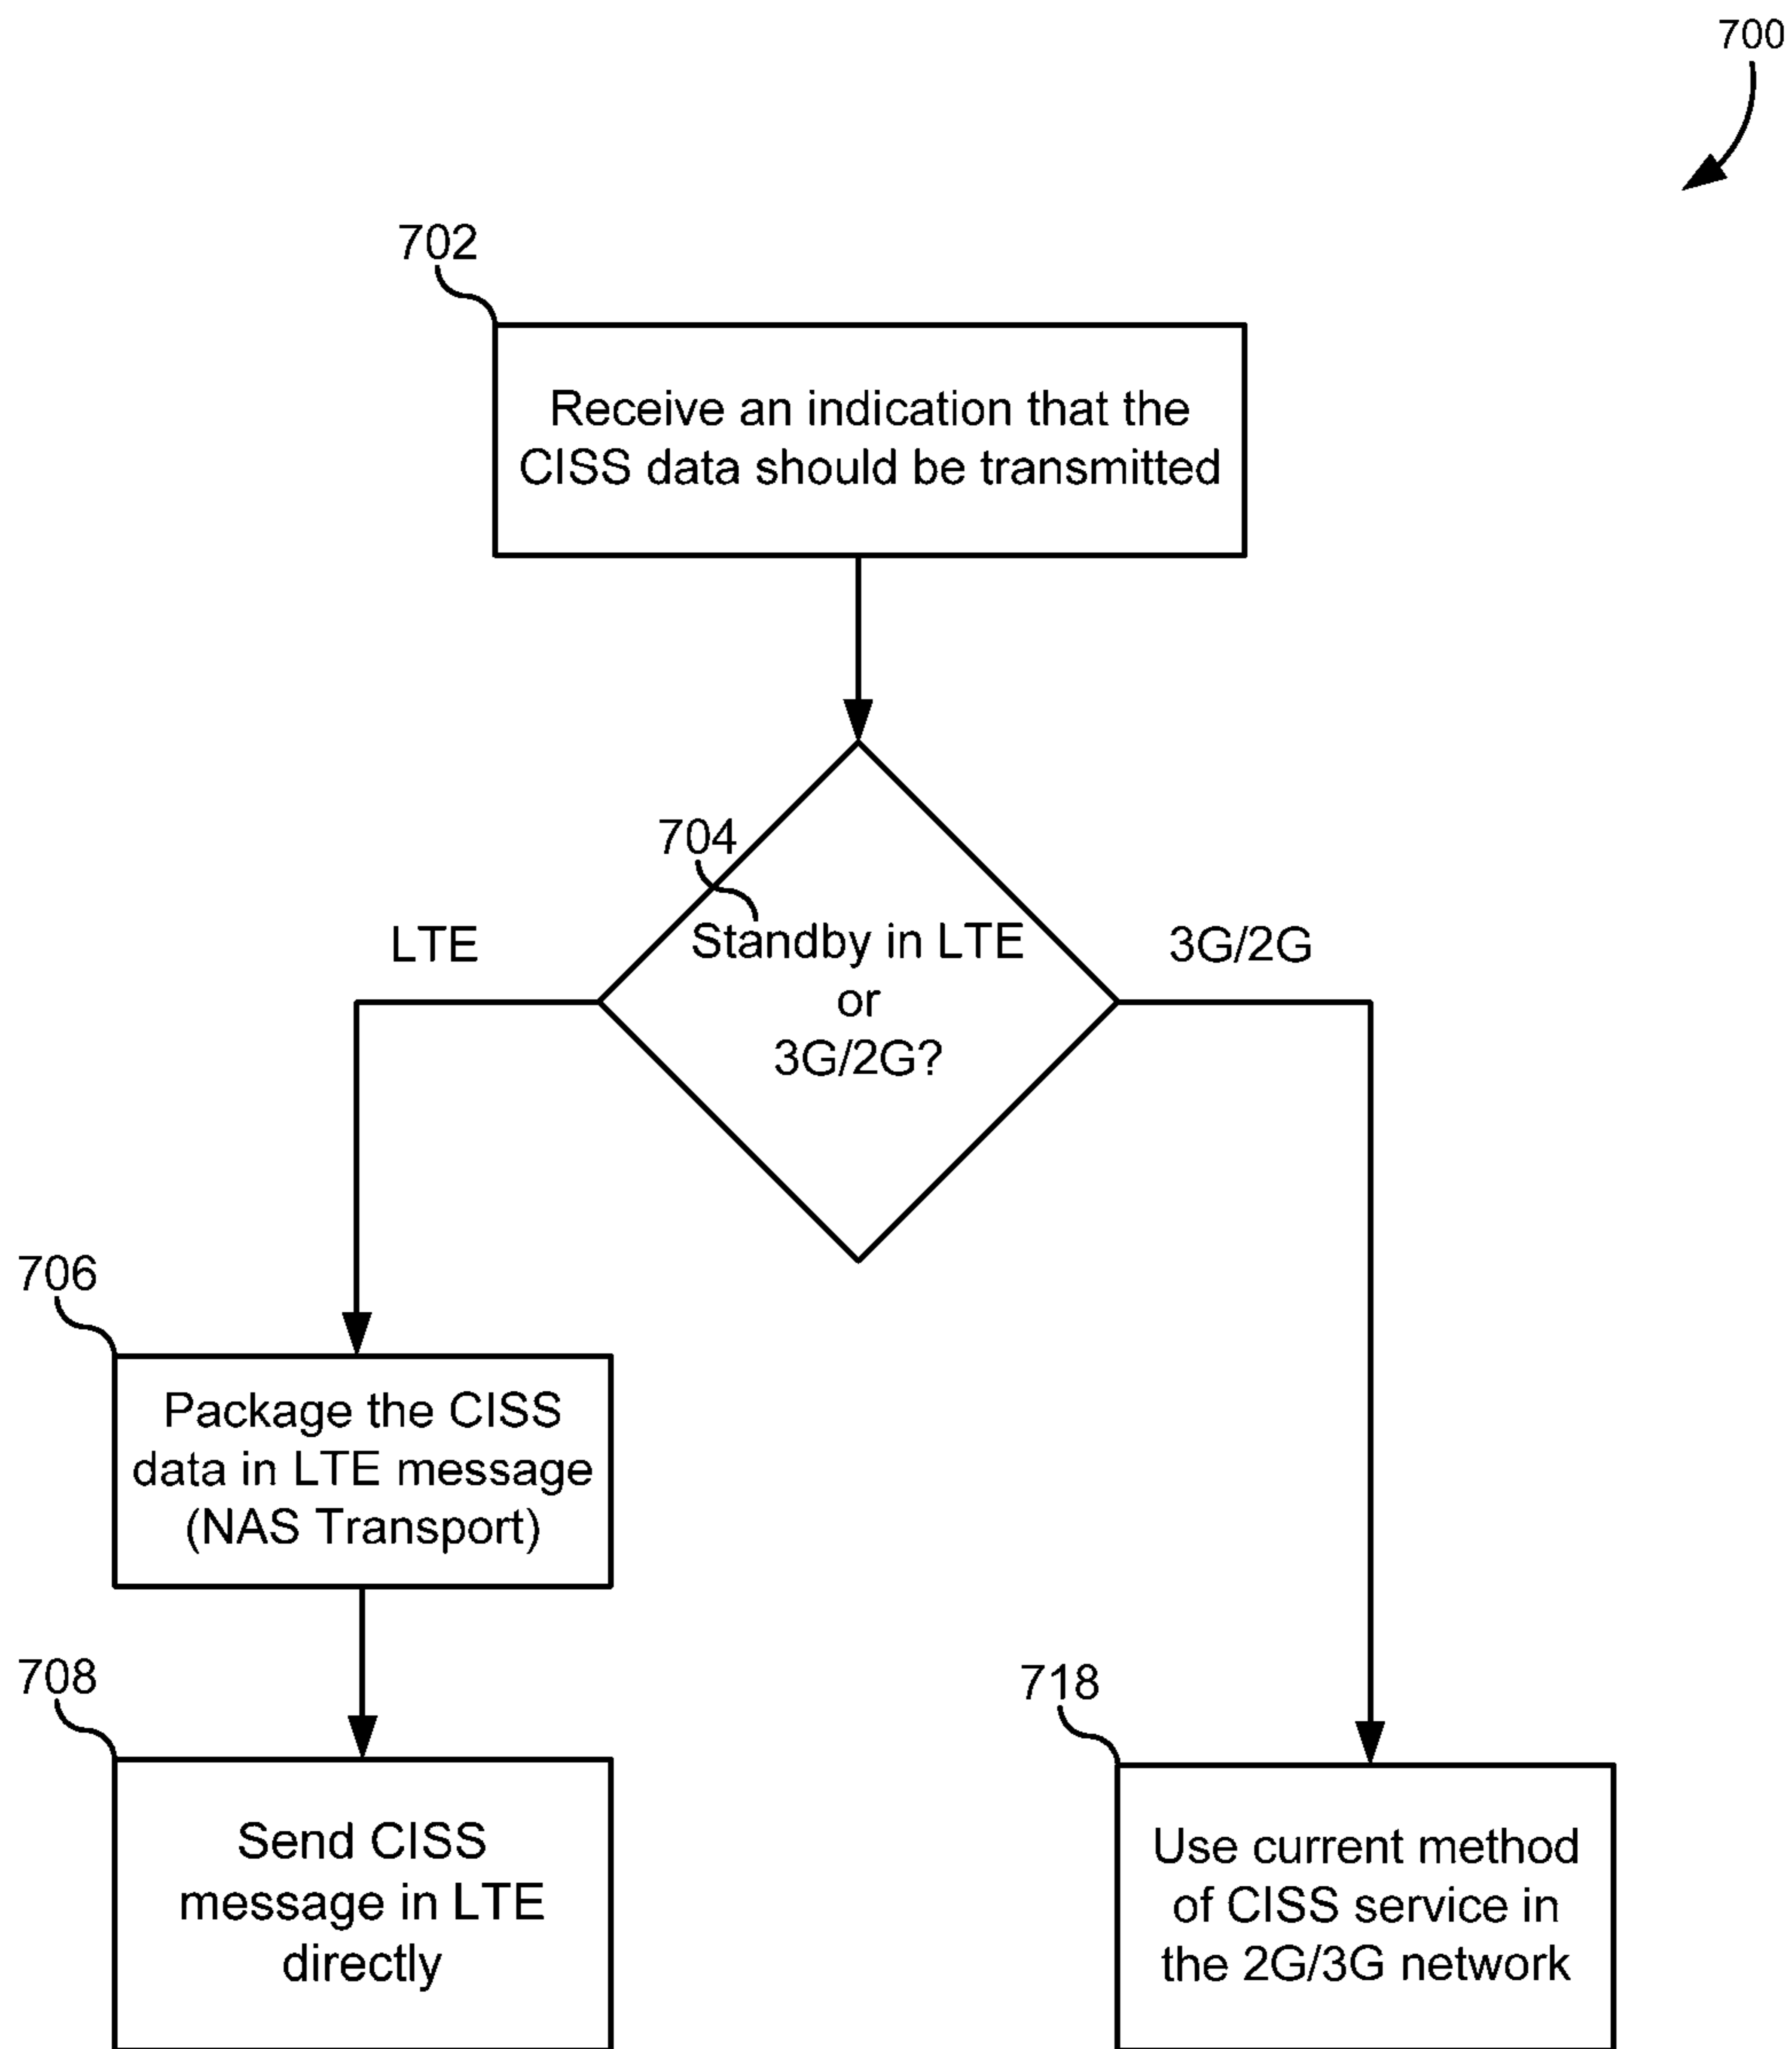 700
702
Receive an indication that the
CISS data should be transmitted
704
LTE
Standby in LTE
or
3G/2G?
3G/2G
706
Package the CISS
data in LTE message
(NAS Transport)
708
Send CISS
message in LTE
directly
718
Use current method
of CISS service in
the 2G/3G network